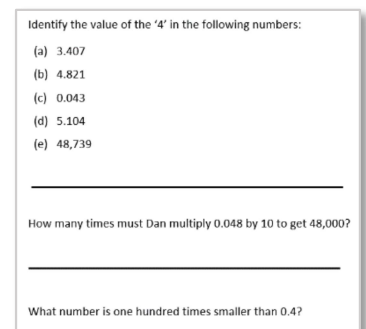 Identify the value of the ‘4’ in the following numbers:
(a) 3.407
(b) 4.821
(c) 0.043
(d) 5.104
(e) 48,739
How many times must Dan multiply 0.048 by 10 to get 48,000?
What number is one hundred times smaller than 0.4?